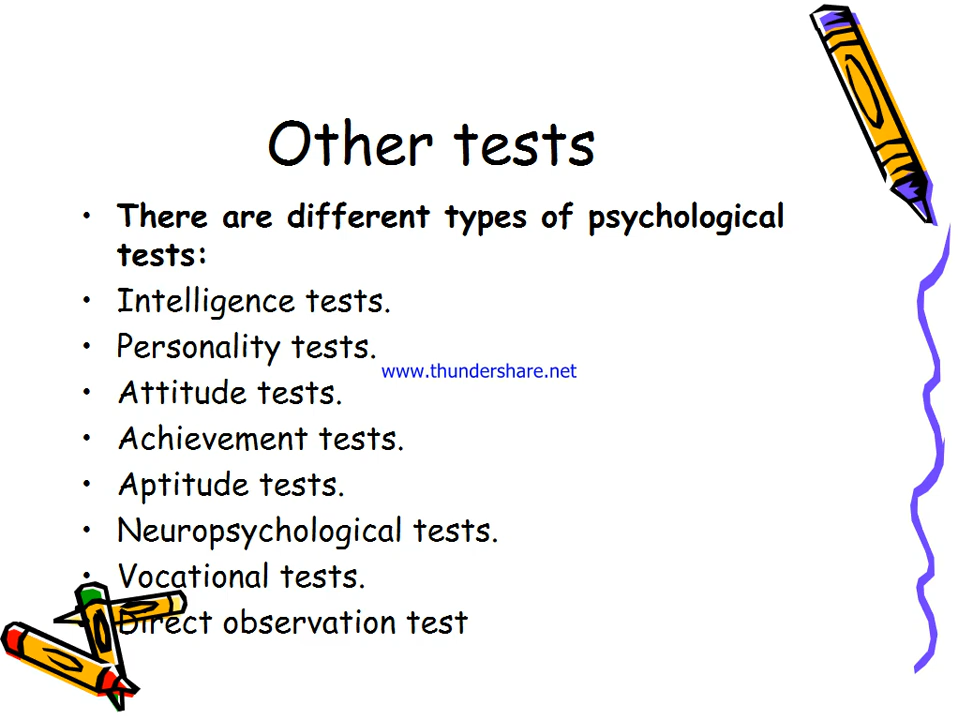 Other tests
• There are different types of psychological
tests:
• Intelligence tests.
• Personality tests.
www.thundershare.net
• Attitude tests.
• Achievement tests.
• Aptitude tests.
• Neuropsychological tests.
• Vocational tests.
Direct observation test